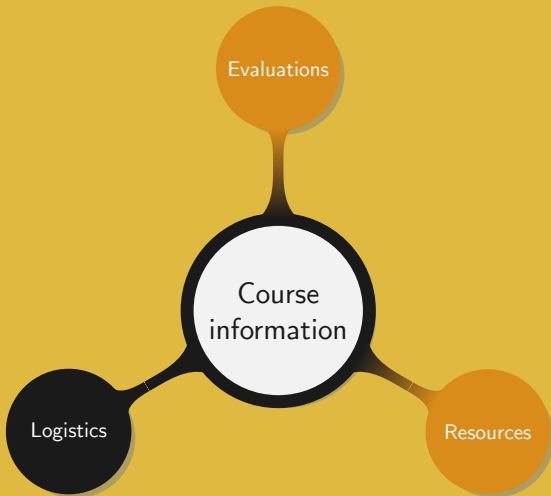 Evaluations
Course
information
Logistics
Resources